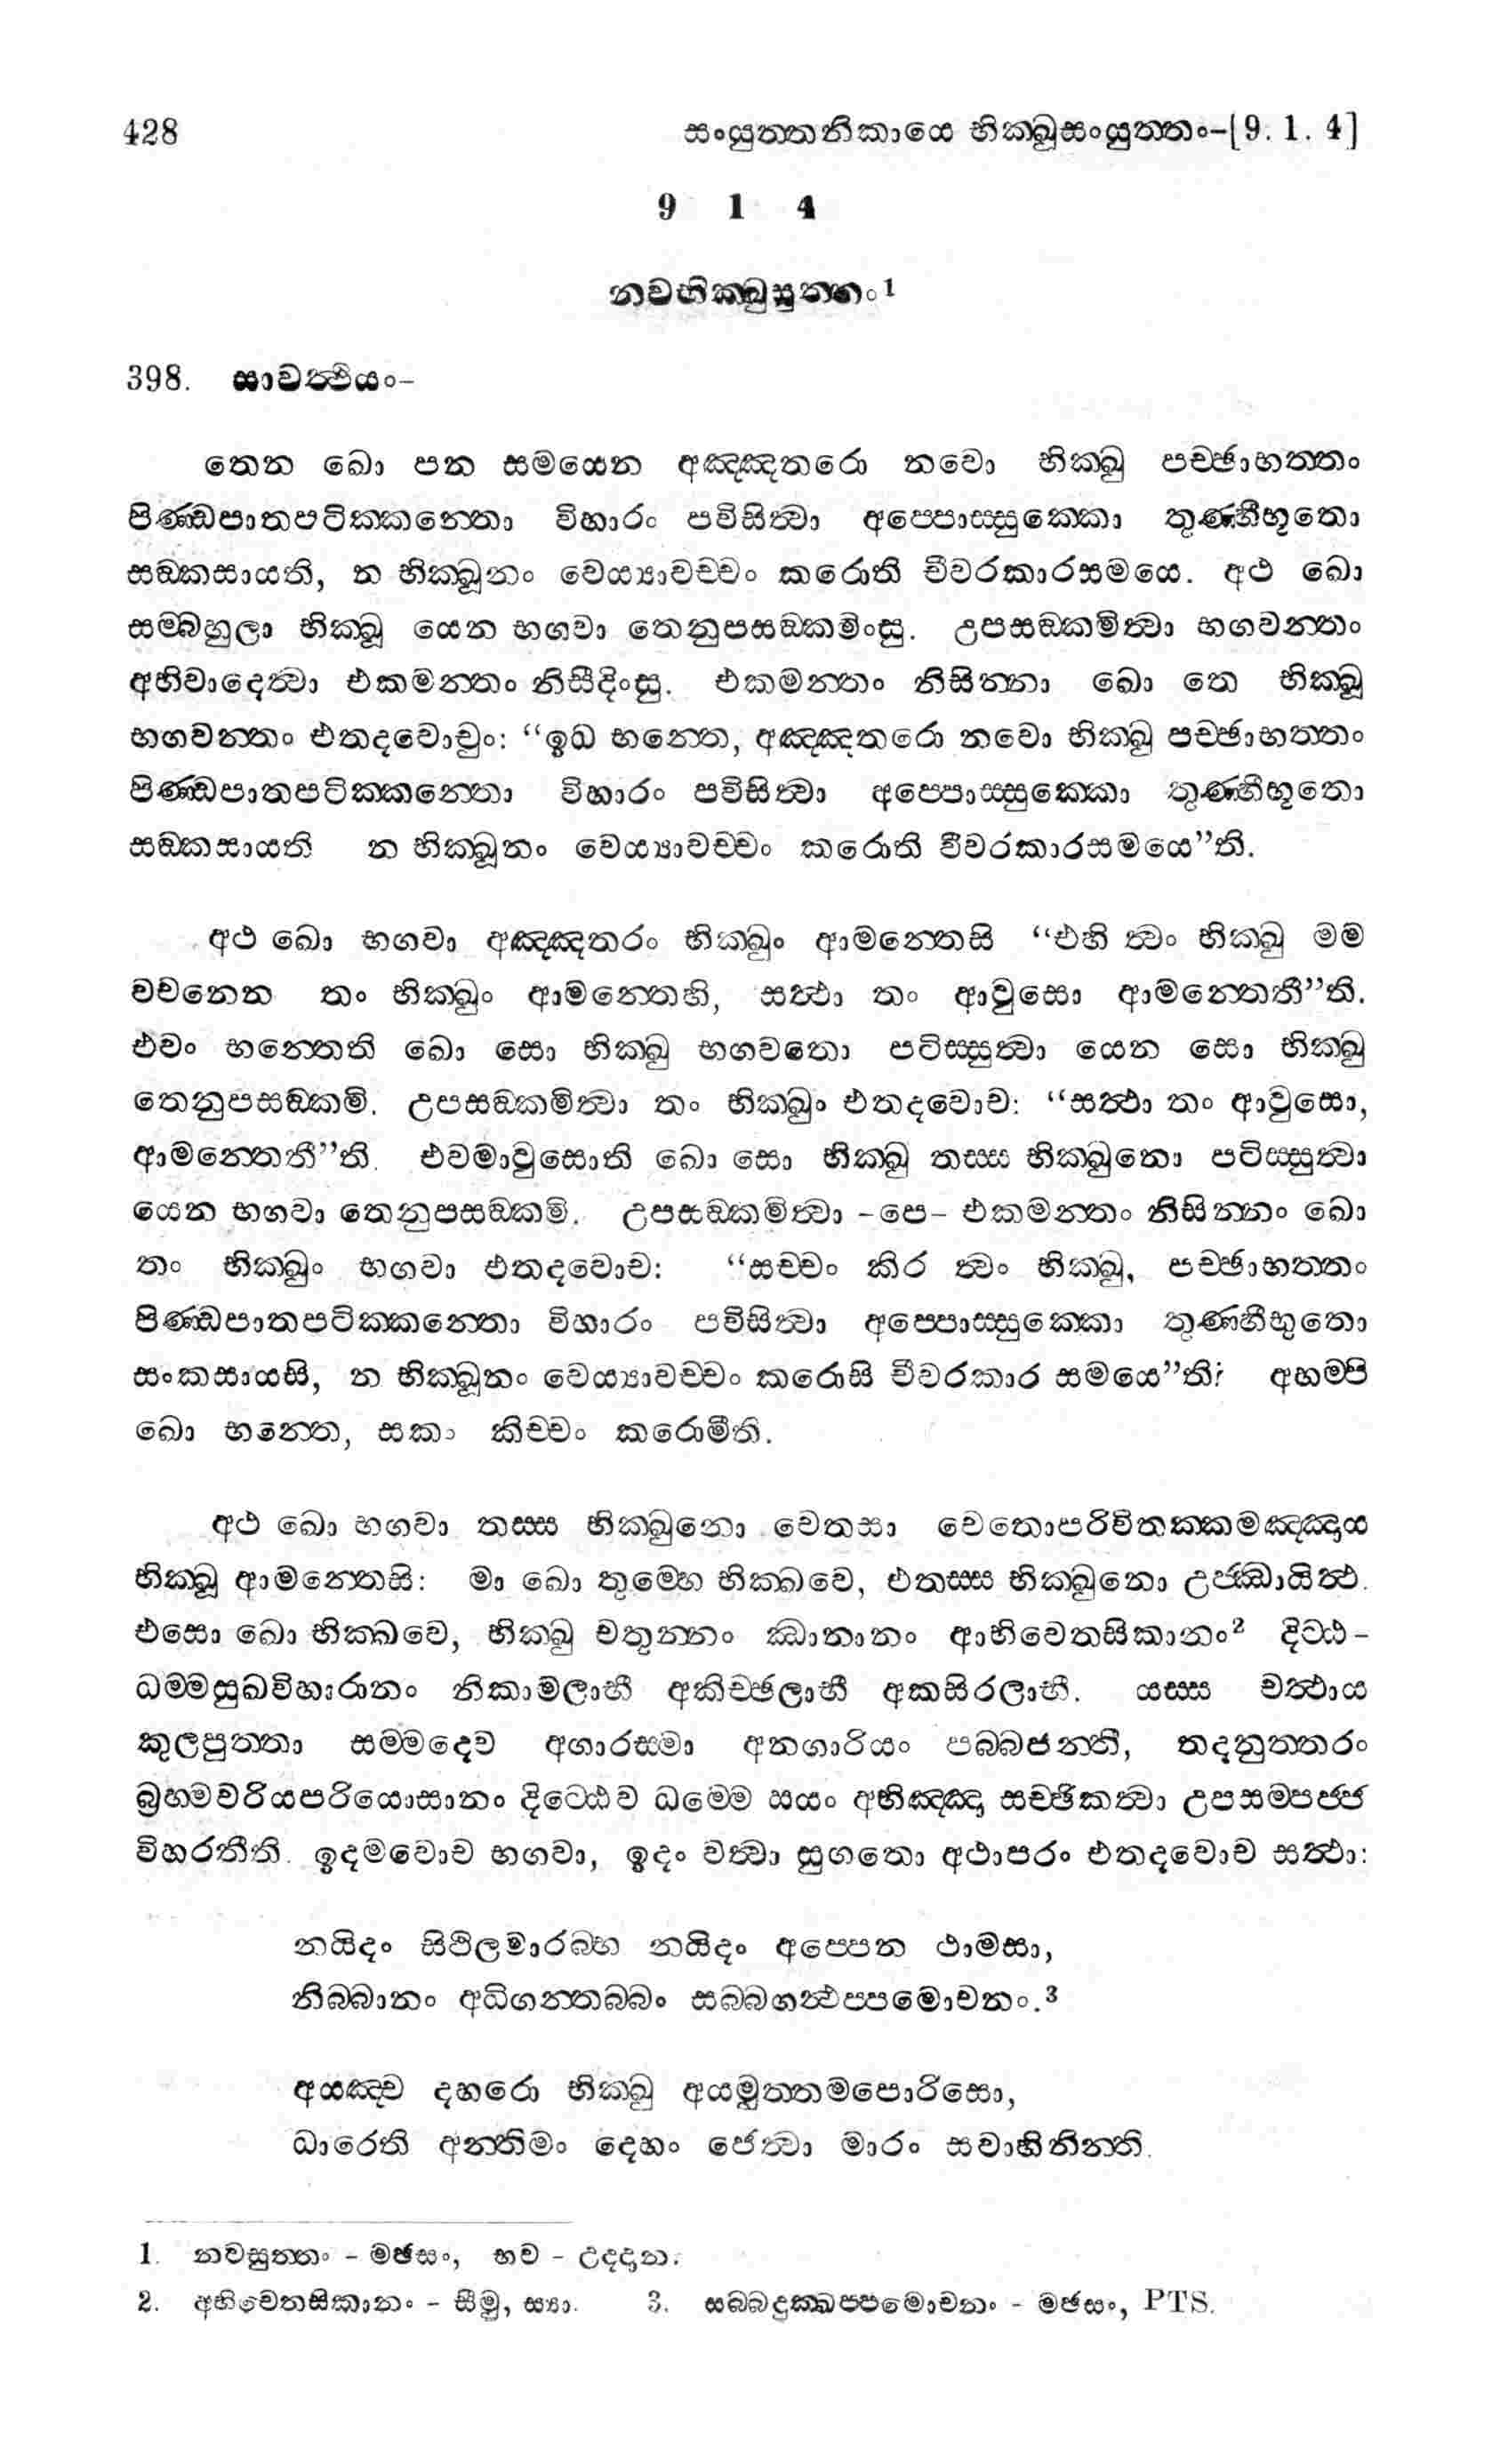 428 සංයුත්තනිකායෙ භික්ඛුසංයුත්තං-[9. 1. 4]
9 1 4
නවභික්ඛුසුත්තං1
398. සාවත්ථියං-
තෙන ඛො පන සමයෙන අඤ්ඤතරො නවො භික්ඛු පච්ඡාභත්තං
පිණ්ඩපාතපටික්කන්තො විහාරං පවිසිත්වා අප්පොස්සුක්කො තුණ්හීභූතො
සඞ්කසායති, න භික්ඛූනං වෙය්‍යාවච්චං කරොති චීවරකාරසමයෙ. අථ ඛො
සම්බහුලා භික්ඛූ යෙන භගවා තෙනුපසඞ්කමිංසු. උපසඞ්කමිත්වා භගවන්තං
අභිවාදෙත්වා එකමන්තං නිසීදිංසු. එකමන්තං නිසින්නා ඛො තෙ භික්ඛූ
භගවන්තං එතදවොචුං: “ඉධ භන්තෙ, අඤ්ඤතරො නවො භික්ඛු පච්ඡාභත්තං
පිණ්ඩපාතපටික්කන්තො විහාරං පවිසිත්වා අප්පොස්සුක්කො තුණ්හීභූතො
සඞ්කසායති න භික්ඛූනං වෙය්‍යාවච්චං කරොති චීවරකාරසමයෙ”ති.
අථ ඛො භගවා අඤ්ඤතරං භික්ඛුං ආමන්තෙසි “එහි ත්වං භික්ඛු මම
වචනෙන තං භික්ඛුං ආමන්තෙහි, සත්ථා තං ආවුසො ආමන්තෙතී”ති.
එවං භන්තෙති ඛො සො භික්ඛු භගවතො පටිස්සුත්වා යෙන සො භික්ඛු
තෙනුපසඞ්කමි. උපසඞ්කමිත්වා තං භික්ඛුං එතදවොච: “සත්ථා තං ආවුසො,
ආමන්තෙතී”ති. එවමාවුසොති ඛො සො භික්ඛු තස්ස භික්ඛුනො පටිස්සුත්වා
යෙන භගවා තෙනුපසඞ්කමි. උපසඞ්කමිත්වා -පෙ- එකමන්තං නිසින්නං ඛො
තං භික්ඛුං භගවා එතදවොච: “සච්චං කිර ත්වං භික්ඛු, පච්ඡාභත්තං
පිණ්ඩපාතපටික්කන්තො විහාරං පවිසිත්වා අප්පොස්සුක්කො තුණ්හීභුතො
සංකසායසි, න භික්ඛූනං වෙය්‍යාවච්චං කරොසි චීවරකාර සමයෙ”ති? අහම්පි
ඛො භන්තෙ, සකං කිච්චං කරොමීති.
අථ ඛො භගවා තස්ස භික්ඛුනො චෙතසා චෙතොපරිවිතක්කමඤ්ඤාය
භික්ඛූ ආමන්තෙසි: මා ඛො තුම්හෙ භික්ඛවෙ, එතස්ස භික්ඛුනො උජ්ඣායිත්ථ.
එසො ඛො භික්ඛවෙ, භික්ඛු චතුන්නං ඣානානං ආභිචෙතසිකානං2 දිට්ඨ-
ධම්මසුඛවිහාරානං නිකාමලාභී අකිච්ඡලාභී අකසිරලාභී. යස්ස චත්ථාය
කුලපුත්තා සම්මදෙව අගාරස්මා අනගාරියං පබ්බජන්ති, තදනුත්තරං
බ්‍රහ්මචරියපරියොසානං දිට්ඨෙව ධම්මෙ සයං අභිඤ්ඤා සච්ඡිකත්වා උපසම්පජ්ජ
විහරතීති. ඉදමවොච භගවා, ඉදං වත්වා සුගතො අථාපරං එතදවොච සත්ථා:
නයිදං සිථිලමාරබ්භ නයිදං අප්පෙන ථාමසා,
නිබ්බානං අධිගන්තබ්බං සබ්බගන්ථප්පමොචනං.3
අයඤ්ච දහරො භික්ඛු අයමුත්තමපොරිසො,
ධාරෙති අන්තිමං දෙහං ජෙත්වා මාරං සවාහිනින්ති.
1. නවසුත්තං - මඡසං, භව - උද්දාන.
2. අභිචෙතසිකානං - සීමු, ස්‍යා. 3. සබ්බදුක්ඛප්පමොචනං - මඡසං, PTS.